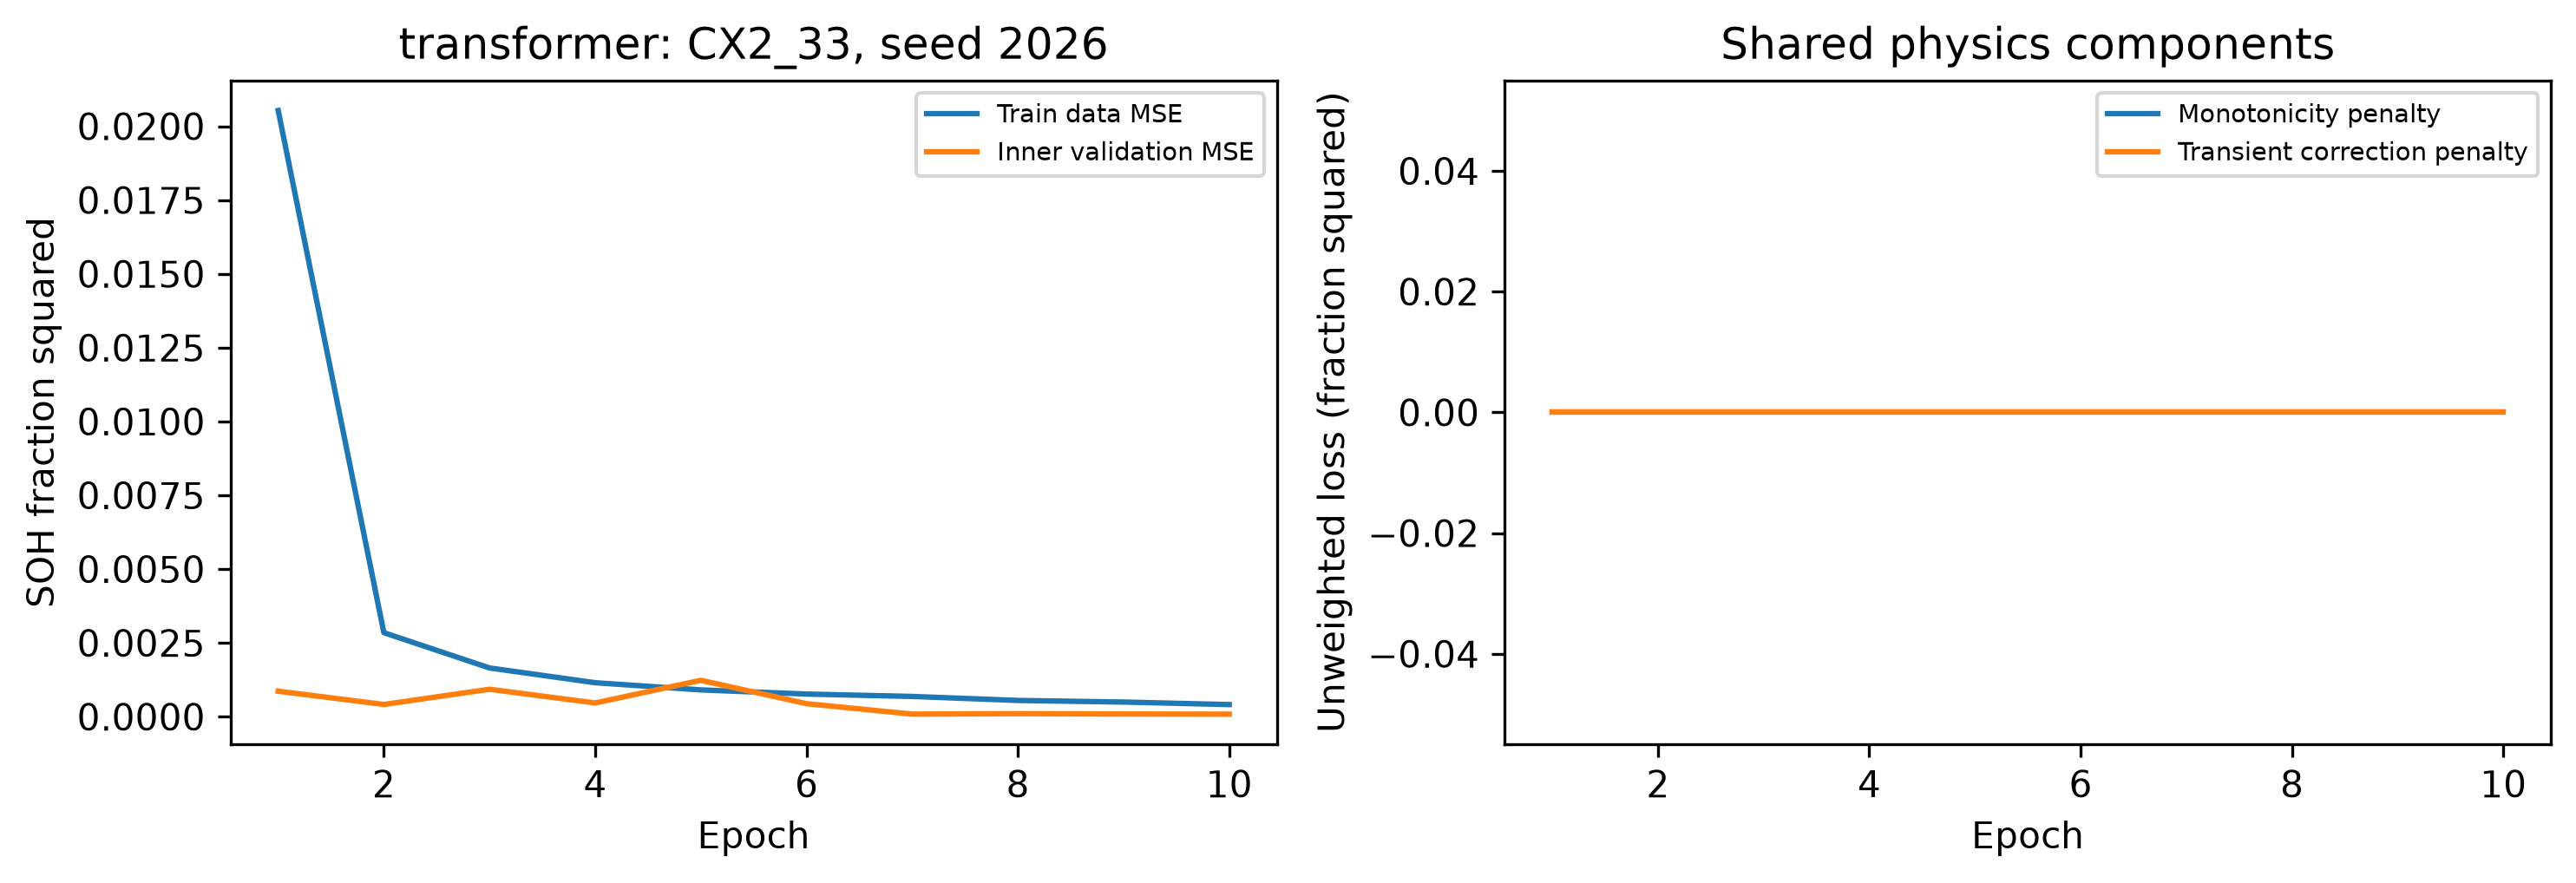 transformer: CX2_33, seed 2026
SOH fraction squared
0.0200
0.0175
0.0150
0.0125
0.0100
0.0075
0.0050
0.0025
0.0000
Train data MSE
Inner validation MSE
2 4 6 8 10
Epoch
Shared physics components
Unweighted loss (fraction squared)
0.04
0.02
0.00
−0.02
−0.04
Monotonicity penalty
Transient correction penalty
2 4 6 8 10
Epoch